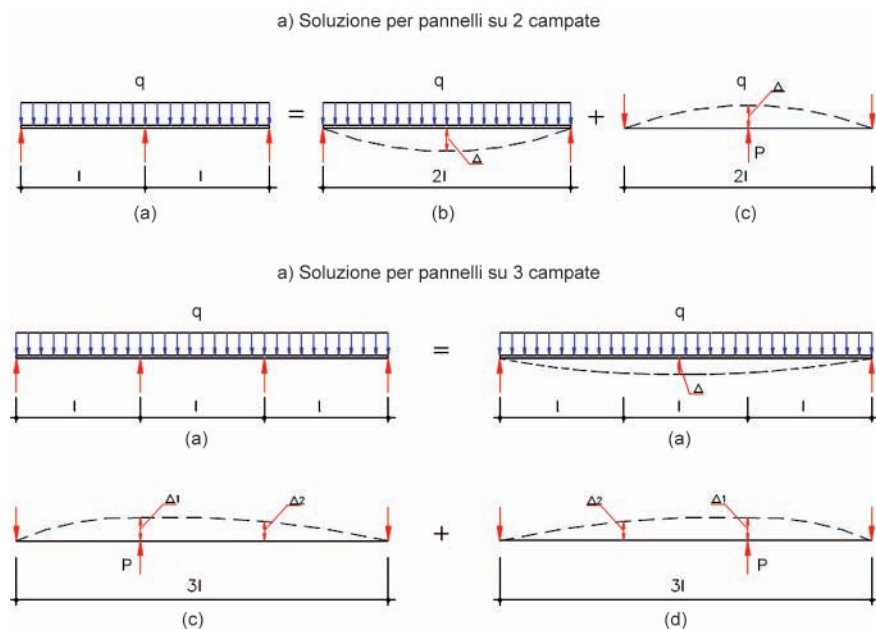 a) Soluzione per pannelli su 2 campate
q = q + q Δ
Δ P
l l 2l 2l
(a) (b) (c)
a) Soluzione per pannelli su 3 campate
q = q
Δ
l l l l l l
(a) (a)
Δ1 Δ2 + Δ2 Δ1
P P
3l 3l
(c) (d)